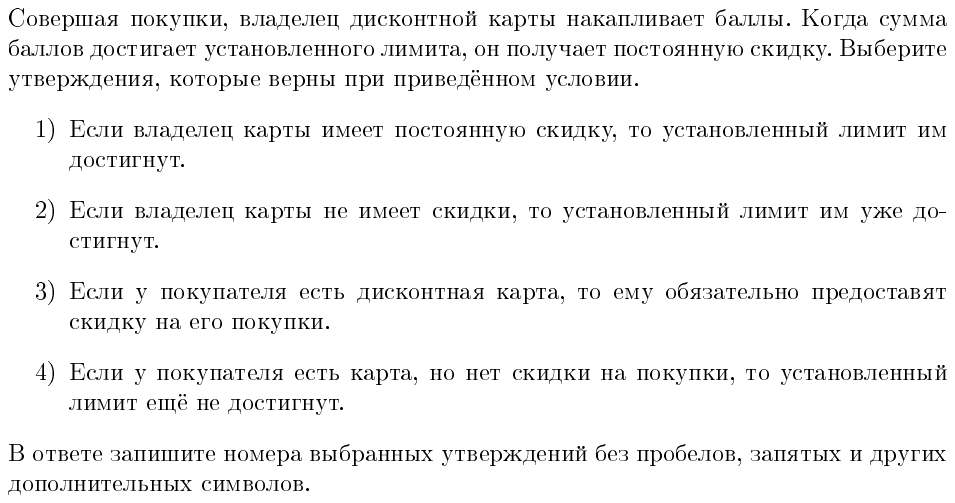 Совершая покупки, владелец дисконтной карты накапливает баллы. Когда сумма
баллов достигает установленного лимита, он получает постоянную скидку. Выберите
утверждения, которые верны при приведённом условии.
1) Если владелец карты имеет постоянную скидку, то установленный лимит им
достигнут.
2) Если владелец карты не имеет скидки, то установленный лимит им уже до-
стигнут.
3) Если у покупателя есть дисконтная карта, то ему обязательно предоставят
скидку на его покупки.
4) Если у покупателя есть карта, но нет скидки на покупки, то установленный
лимит ещё не достигнут.
В ответе запишите номера выбранных утверждений без пробелов, запятых и других
дополнительных символов.